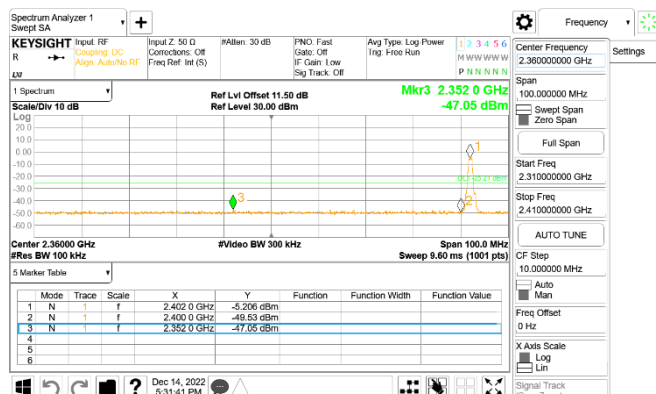 Spectrum Analyzer 1
Swept SA
Frequency
KEYSIGHT Input: RF Input Z: 50 Ω #Atten: 30 dB PNO: Fast Avg Type: Log-Power 1 2 3 4 5 6
R Coupling: DC Corrections: Off Gate: Off Trig: Free Run M W W W W W
Align: Auto/No RF Freq Ref: Int (S) IF Gain: Low
LXI Sig Track: Off P N N N N N
1 Spectrum Ref Lvl Offset 11.50 dB Mkr3 2.352 0 GHz
Scale/Div 10 dB Ref Level 30.00 dBm -47.05 dBm
Log
20.0
10.0
0.00
-10.0
-20.0
-30.0
-40.0
-50.0
-60.0
1
2
3
Center 2.36000 GHz #Video BW 300 kHz Span 100.0 MHz
#Res BW 100 kHz Sweep 9.60 ms (1001 pts)
5 Marker Table
Mode Trace Scale X Y Function Function Width Function Value
1 N 1 f 2.402 0 GHz -5.206 dBm
2 N 1 f 2.400 0 GHz -49.53 dBm
3 N 1 f 2.352 0 GHz -47.05 dBm
4
5
6
Dec 14, 2022
5:31:41 PM
Center Frequency
2.360000000 GHz
Settings
Span
100.000000 MHz
Swept Span
Zero Span
Full Span
Start Freq
2.310000000 GHz
Stop Freq
2.410000000 GHz
AUTO TUNE
CF Step
10.000000 MHz
Auto
Man
Freq Offset
0 Hz
X Axis Scale
Log
Lin
Signal Track